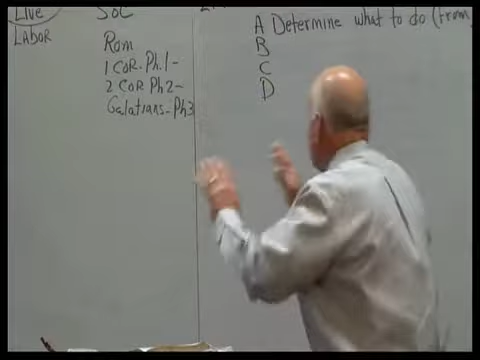 Live
LABOR
SoC
Rom
1 COR. Ph.1-
2 COR Ph2-
Galatians-Ph3
A Determine what to do (from
B
C
D